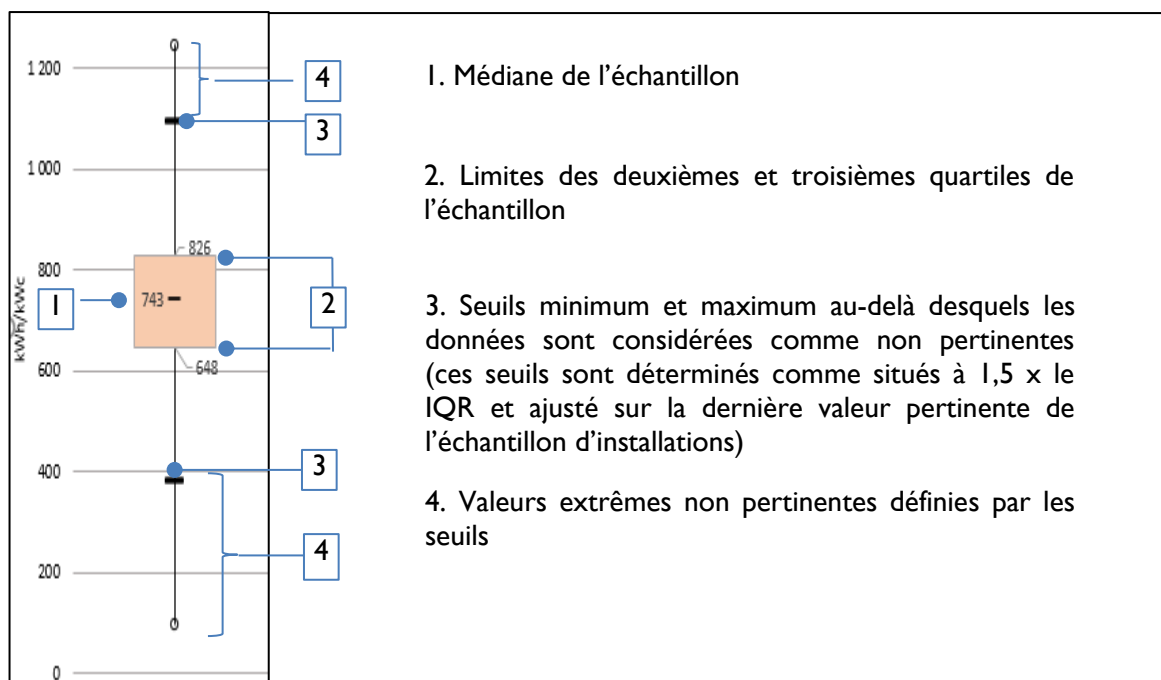 1 200
1 000
800
600
400
200
0
kWh/kWc
826
743
648
1
2
3
4
3
4
1. Médiane de l’échantillon
2. Limites des deuxièmes et troisièmes quartiles de
l’échantillon
3. Seuils minimum et maximum au-delà desquels les
données sont considérées comme non pertinentes
(ces seuils sont déterminés comme situés à 1,5 x le
IQR et ajusté sur la dernière valeur pertinente de
l’échantillon d’installations)
4. Valeurs extrêmes non pertinentes définies par les
seuils